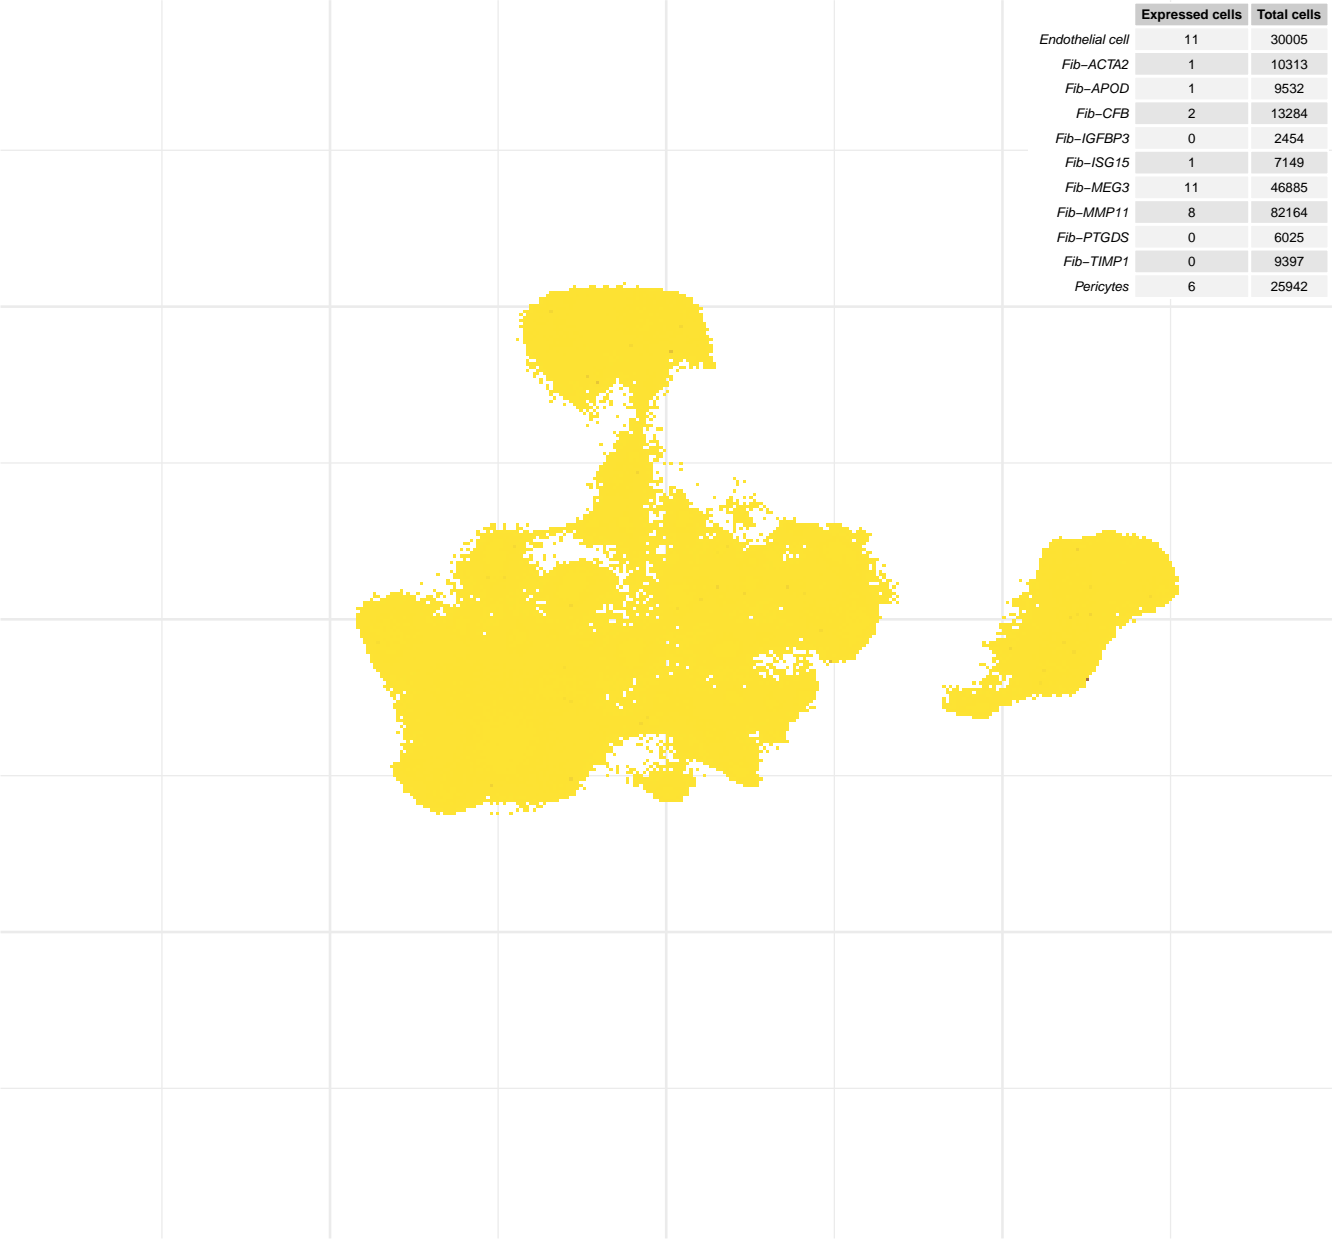 Expressed cells Total cells
Endothelial cell 11 30005
Fib−ACTA2 1 10313
Fib−APOD 1 9532
Fib−CFB 2 13284
Fib−IGFBP3 0 2454
Fib−ISG15 1 7149
Fib−MEG3 11 46885
Fib−MMP11 8 82164
Fib−PTGDS 0 6025
Fib−TIMP1 0 9397
Pericytes 6 25942